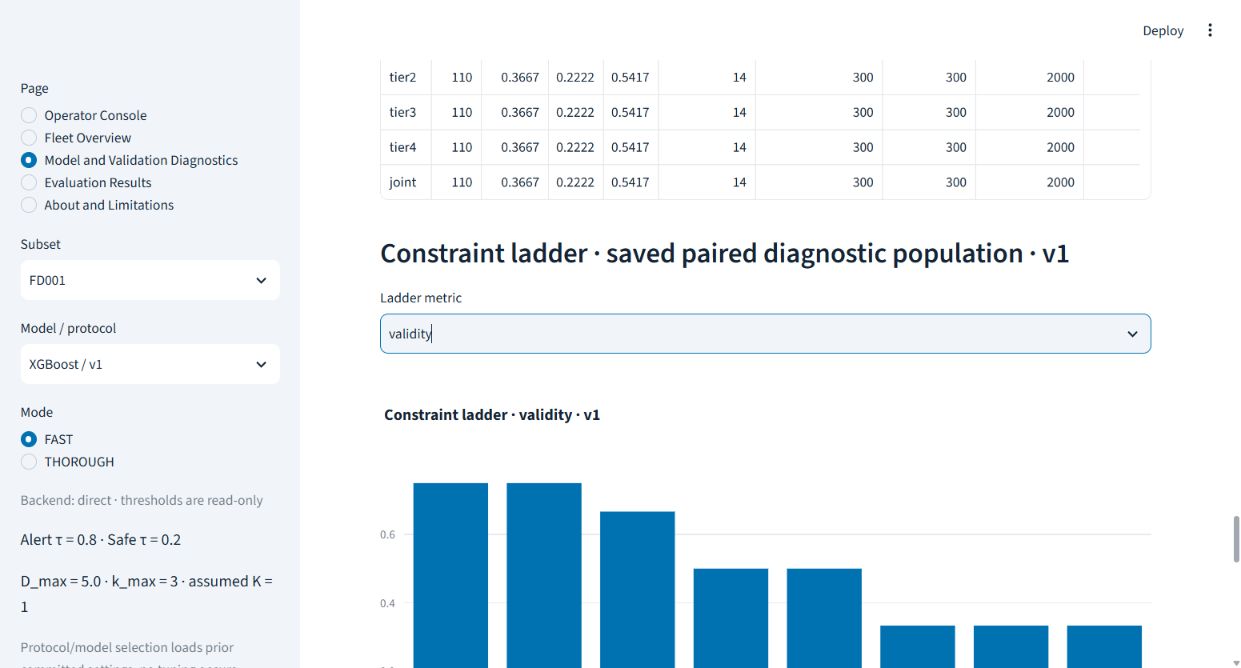 Deploy
Page
Operator Console
Fleet Overview
Model and Validation Diagnostics
Evaluation Results
About and Limitations
Subset
FD001
Model / protocol
XGBoost / v1
Mode
FAST
THOROUGH
Backend: direct · thresholds are read-only
Alert τ = 0.8 · Safe τ = 0.2
D_max = 5.0 · k_max = 3 · assumed K =
1
Protocol/model selection loads prior
tier2 110 0.3667 0.2222 0.5417 14 300 300 2000
tier3 110 0.3667 0.2222 0.5417 14 300 300 2000
tier4 110 0.3667 0.2222 0.5417 14 300 300 2000
joint 110 0.3667 0.2222 0.5417 14 300 300 2000
Constraint ladder · saved paired diagnostic population · v1
Ladder metric
validity
Constraint ladder · validity · v1
0.6
0.4